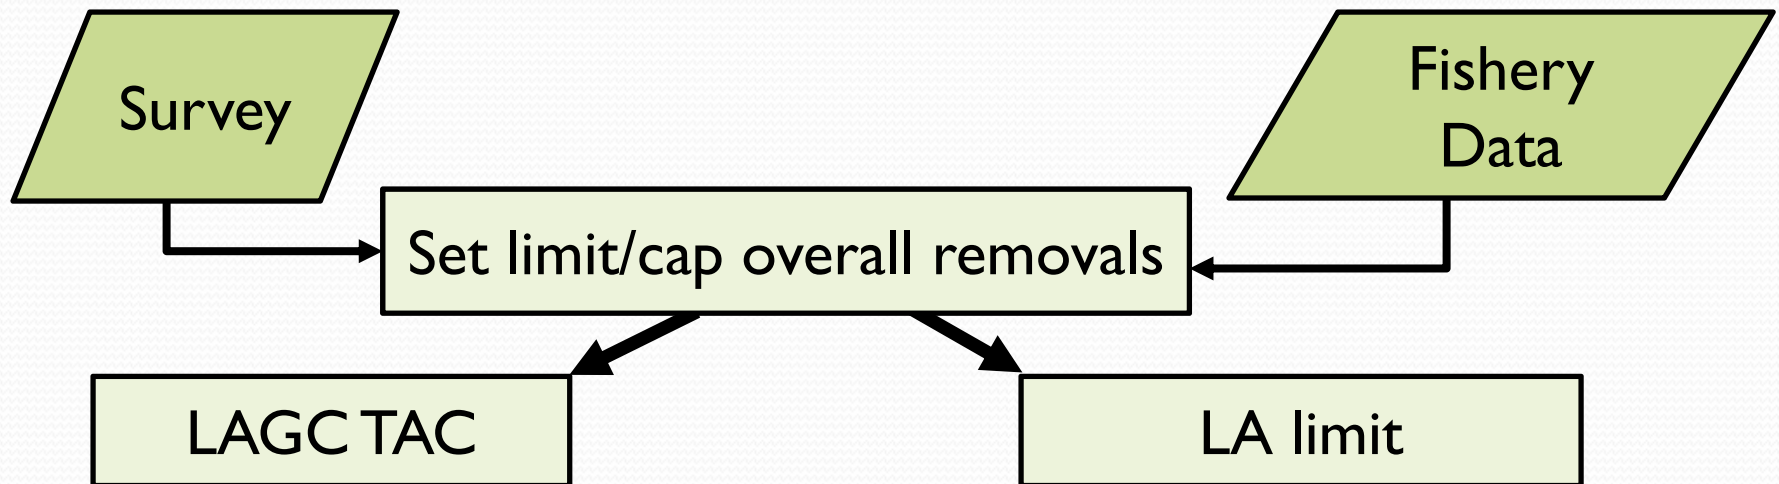 Survey
Fishery
Data
Set limit/cap overall removals
LAGC TAC
LA limit